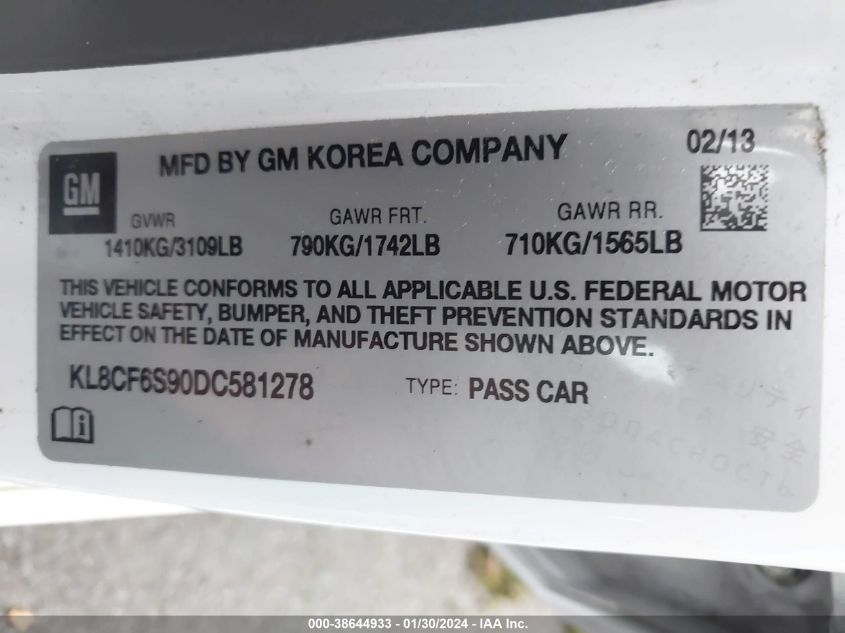 GM
MFD BY GM KOREA COMPANY
02/13
GVWR
GAWR FRT.
GAWR RR.
1410KG/3109LB
790KG/1742LB
710KG/1565LB
THIS VEHICLE CONFORMS TO ALL APPLICABLE U.S. FEDERAL MOTOR
VEHICLE SAFETY, BUMPER, AND THEFT PREVENTION STANDARDS IN
EFFECT ON THE DATE OF MANUFACTURE SHOWN ABOVE.
KL8CF6S90DC581278
TYPE: PASS CAR
安全
000-38644933 - 01/30/2024 - IAA Inc.